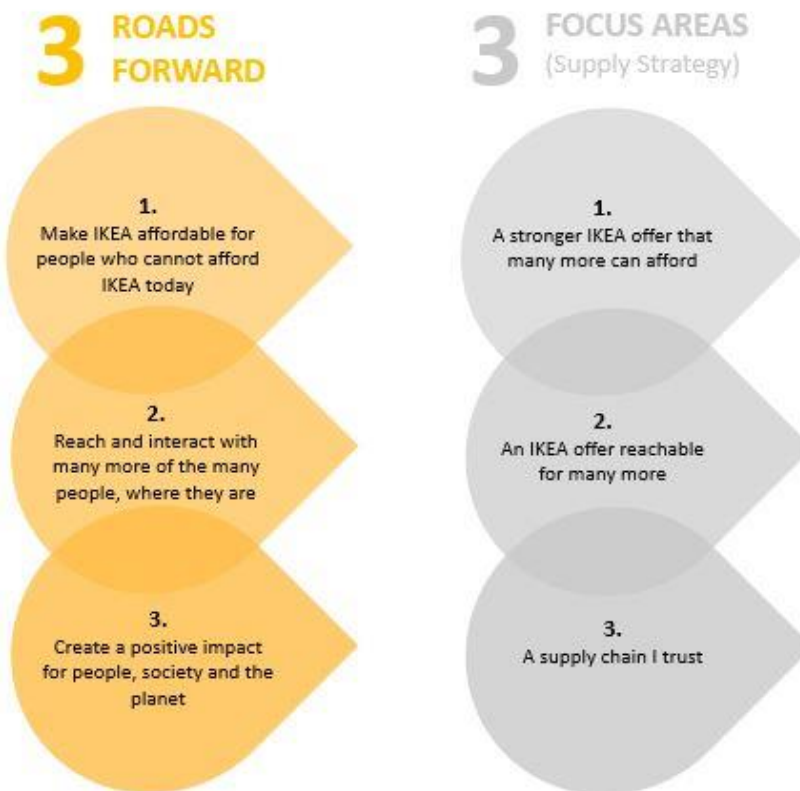 3 ROADS
FORWARD
1.
Make IKEA affordable for
people who cannot afford
IKEA today
2.
Reach and interact with
many more of the many
people, where they are
3.
Create a positive impact
for people, society and the
planet
3 FOCUS AREAS
(Supply Strategy)
1.
A stronger IKEA offer that
many more can afford
2.
An IKEA offer reachable
for many more
3.
A supply chain I trust